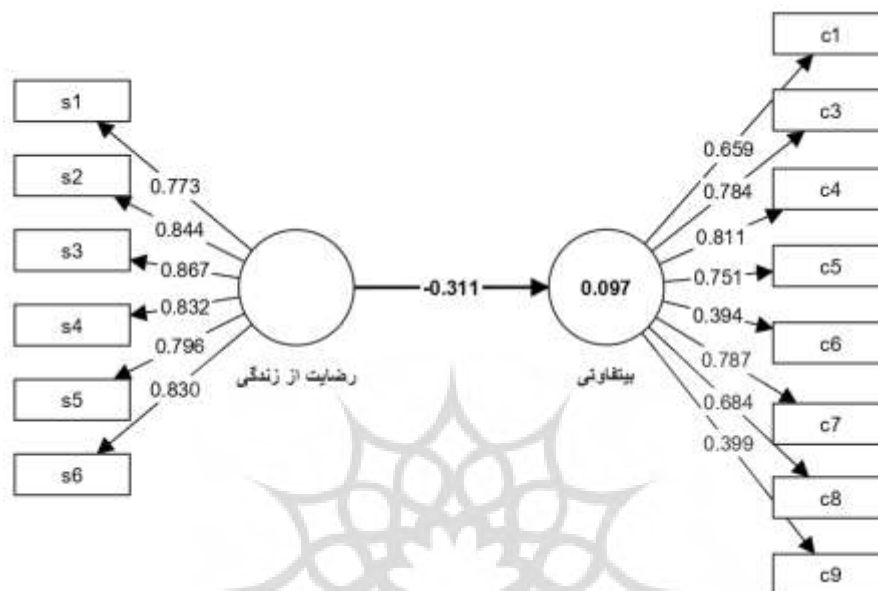 s1
s2
s3
s4
s5
s6
0.773
0.844
0.867
0.832
0.796
0.830
رضایت از زندگی
-0.311
0.097
بیتفاوتی
0.659
0.784
0.811
0.751
0.394
0.787
0.684
0.399
c1
c3
c4
c5
c6
c7
c8
c9